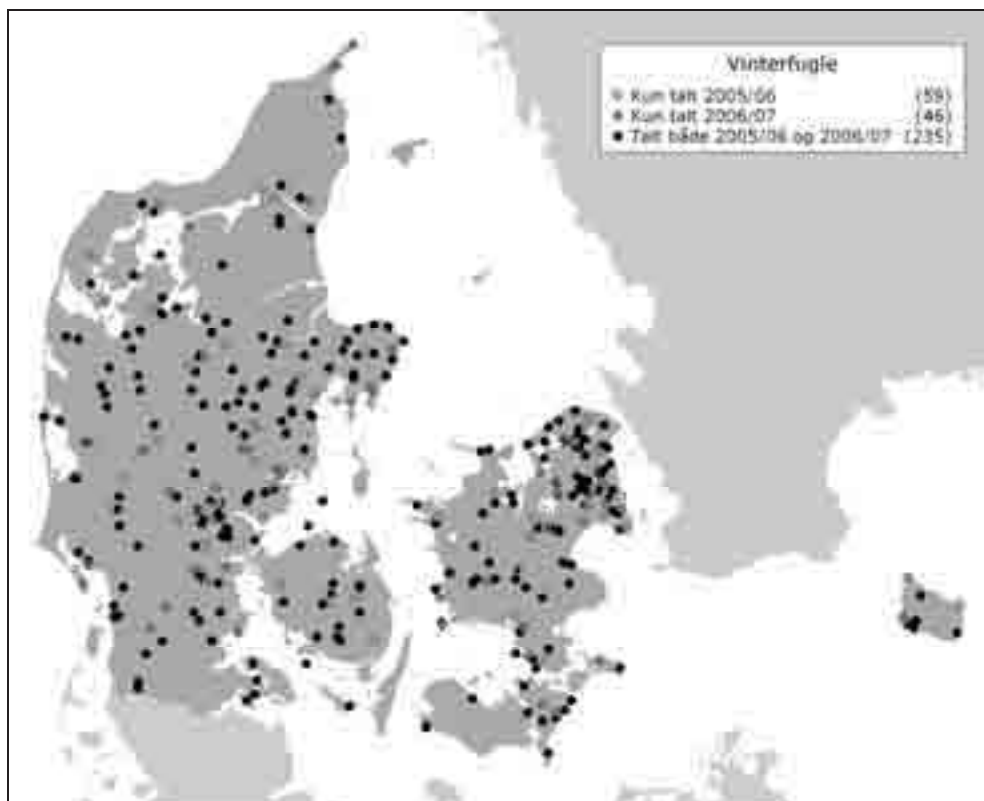 Vinterfugle
Kun talt 2005/06 (59)
Kun talt 2006/07 (46)
Talt både 2005/06 og 2006/07 (235)